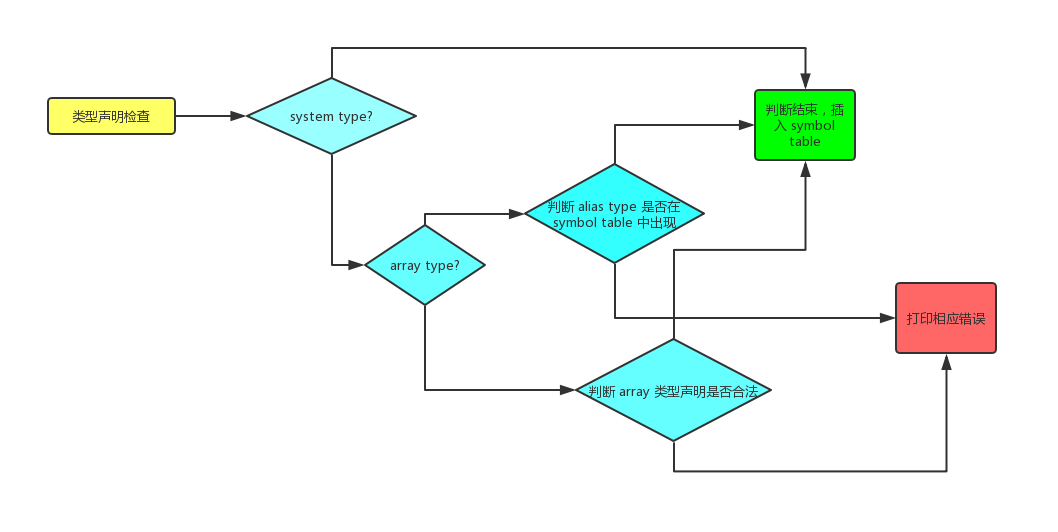 类型声明检查
system type?
判断结束，插
入 symbol
table
判断 alias type 是否在
symbol table 中出现
array type?
打印相应错误
判断 array 类型声明是否合法